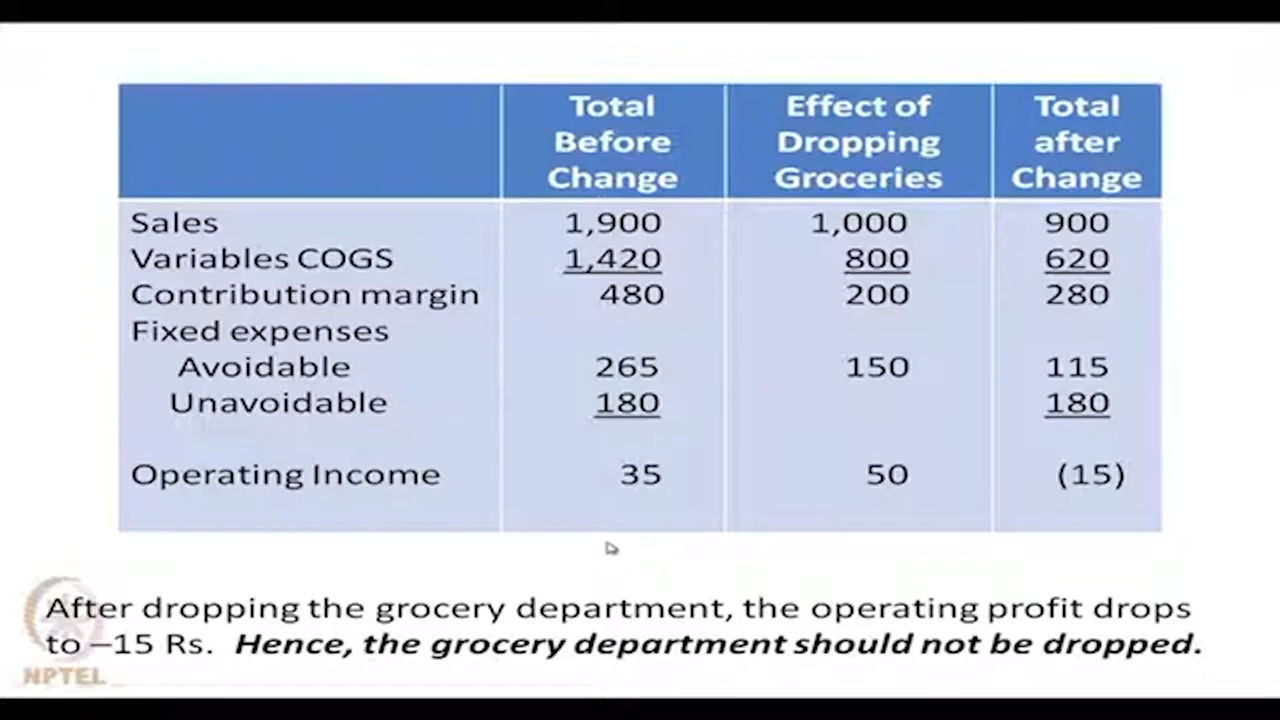 Total Before Change
Effect of Dropping Groceries
Total after Change
Sales 1,900 1,000 900
Variables COGS 1,420 800 620
Contribution margin 480 200 280
Fixed expenses
Avoidable 265 150 115
Unavoidable 180 180
Operating Income 35 50 (15)
After dropping the grocery department, the operating profit drops
to –15 Rs. Hence, the grocery department should not be dropped.
NPTEL